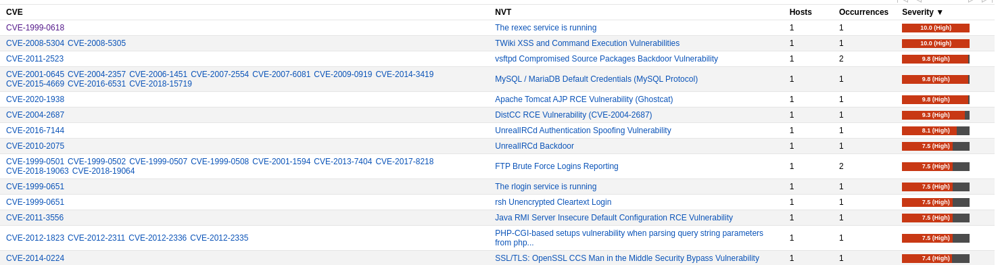 CVE NVT Hosts Occurrences Severity ▼
CVE-1999-0618 The rexec service is running 1 1 10.0 (High)
CVE-2008-5304 CVE-2008-5305 TWiki XSS and Command Execution Vulnerabilities 1 1 10.0 (High)
CVE-2011-2523 vsftpd Compromised Source Packages Backdoor Vulnerability 1 2 9.8 (High)
CVE-2001-0645 CVE-2004-2357 CVE-2006-1451 CVE-2007-2554 CVE-2007-6081 CVE-2009-0919 CVE-2014-3419
CVE-2015-4669 CVE-2016-6531 CVE-2018-15719 MySQL / MariaDB Default Credentials (MySQL Protocol) 1 1 9.8 (High)
CVE-2020-1938 Apache Tomcat AJP RCE Vulnerability (Ghostcat) 1 1 9.8 (High)
CVE-2004-2687 DistCC RCE Vulnerability (CVE-2004-2687) 1 1 9.3 (High)
CVE-2016-7144 UnrealIRCd Authentication Spoofing Vulnerability 1 1 8.1 (High)
CVE-2010-2075 UnrealIRCd Backdoor 1 1 7.5 (High)
CVE-1999-0501 CVE-1999-0502 CVE-1999-0507 CVE-1999-0508 CVE-2001-1594 CVE-2013-7404 CVE-2017-8218
CVE-2018-19063 CVE-2018-19064 FTP Brute Force Logins Reporting 1 2 7.5 (High)
CVE-1999-0651 The rlogin service is running 1 1 7.5 (High)
CVE-1999-0651 rsh Unencrypted Cleartext Login 1 1 7.5 (High)
CVE-2011-3556 Java RMI Server Insecure Default Configuration RCE Vulnerability 1 1 7.5 (High)
CVE-2012-1823 CVE-2012-2311 CVE-2012-2336 CVE-2012-2335 PHP-CGI-based setups vulnerability when parsing query string parameters
from php... 1 1 7.5 (High)
CVE-2014-0224 SSL/TLS: OpenSSL CCS Man in the Middle Security Bypass Vulnerability 1 1 7.4 (High)